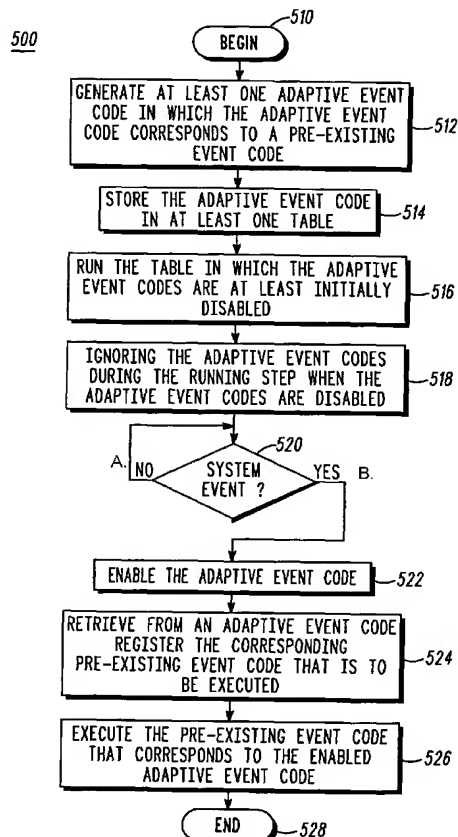 500
510
BEGIN
GENERATE AT LEAST ONE ADAPTIVE EVENT
CODE IN WHICH THE ADAPTIVE EVENT
CODE CORRESPONDS TO A PRE-EXISTING
EVENT CODE
512
STORE THE ADAPTIVE EVENT CODE
IN AT LEAST ONE TABLE
514
RUN THE TABLE IN WHICH THE ADAPTIVE
EVENT CODES ARE AT LEAST INITIALLY
DISABLED
516
IGNORING THE ADAPTIVE EVENT CODES
DURING THE RUNNING STEP WHEN THE
ADAPTIVE EVENT CODES ARE DISABLED
518
520
A.
NO
SYSTEM
EVENT ?
YES
B.
ENABLE THE ADAPTIVE EVENT CODE
522
RETRIEVE FROM AN ADAPTIVE EVENT CODE
REGISTER THE CORRESPONDING
PRE-EXISTING EVENT CODE THAT IS TO
BE EXECUTED
524
EXECUTE THE PRE-EXISTING EVENT CODE
THAT CORRESPONDS TO THE ENABLED
ADAPTIVE EVENT CODE
526
END
528